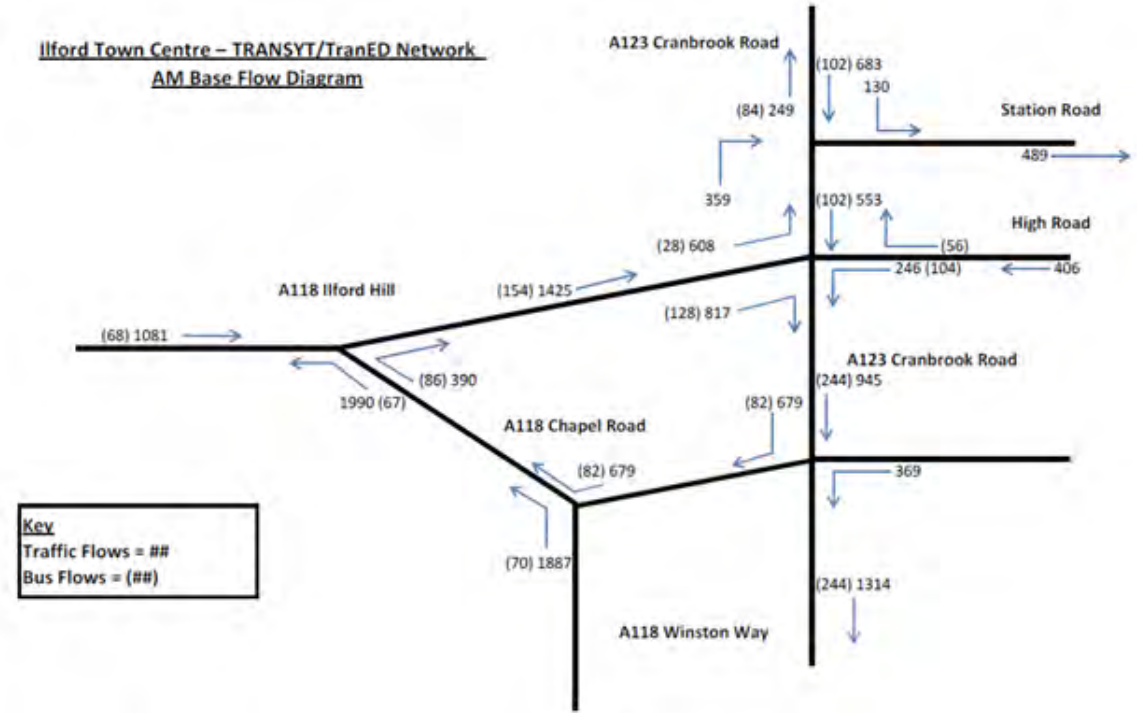 Ilford Town Centre – TRANSYT/TranED Network
AM Base Flow Diagram
A123 Cranbrook Road
(102) 683
130
(84) 249
Station Road
489
359
(102) 553
High Road
(28) 608
(56)
246 (104)
406
A118 Ilford Hill
(154) 1425
(128) 817
(68) 1081
A123 Cranbrook Road
(86) 390
(244) 945
1990 (67)
(82) 679
A118 Chapel Road
(82) 679
369
Key
Traffic Flows = ##
Bus Flows = (##)
(70) 1887
(244) 1314
A118 Winston Way